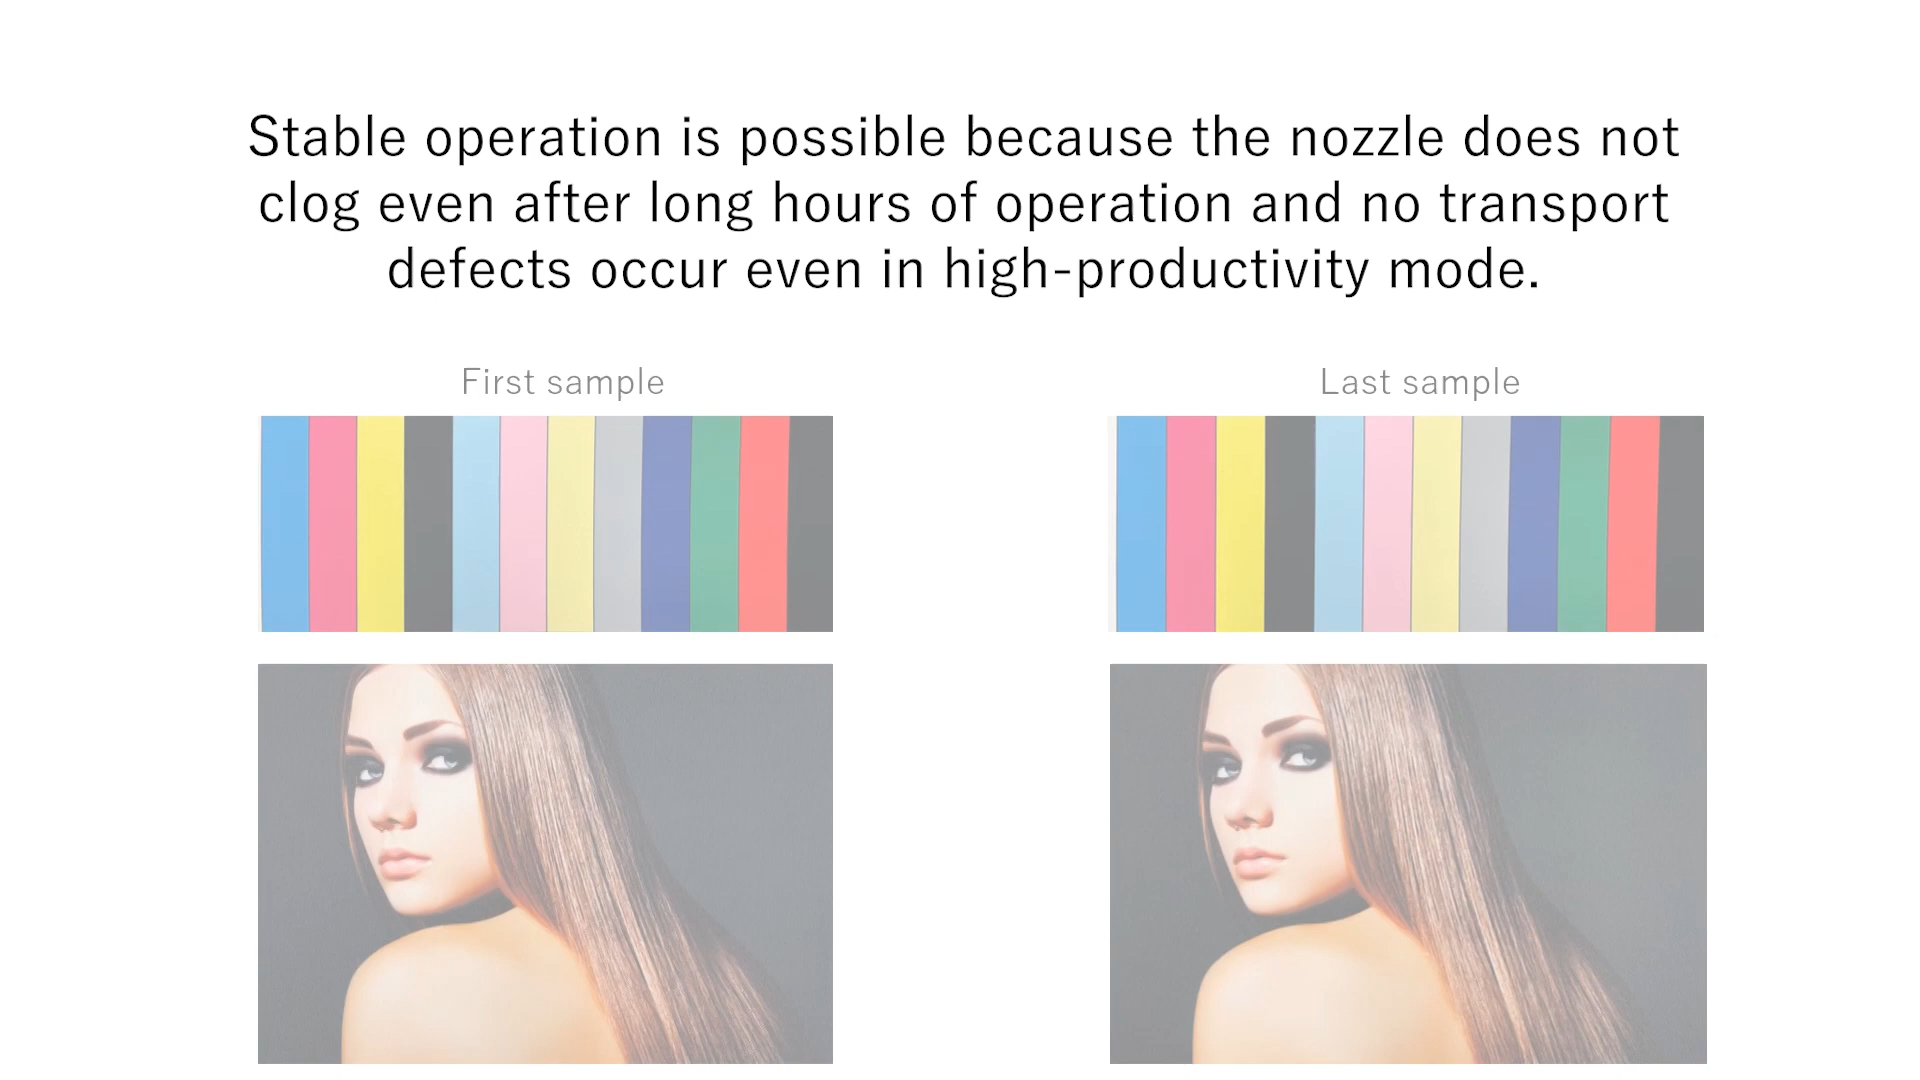 Stable operation is possible because the nozzle does not
clog even after long hours of operation and no transport
defects occur even in high-productivity mode.
First sample
Last sample